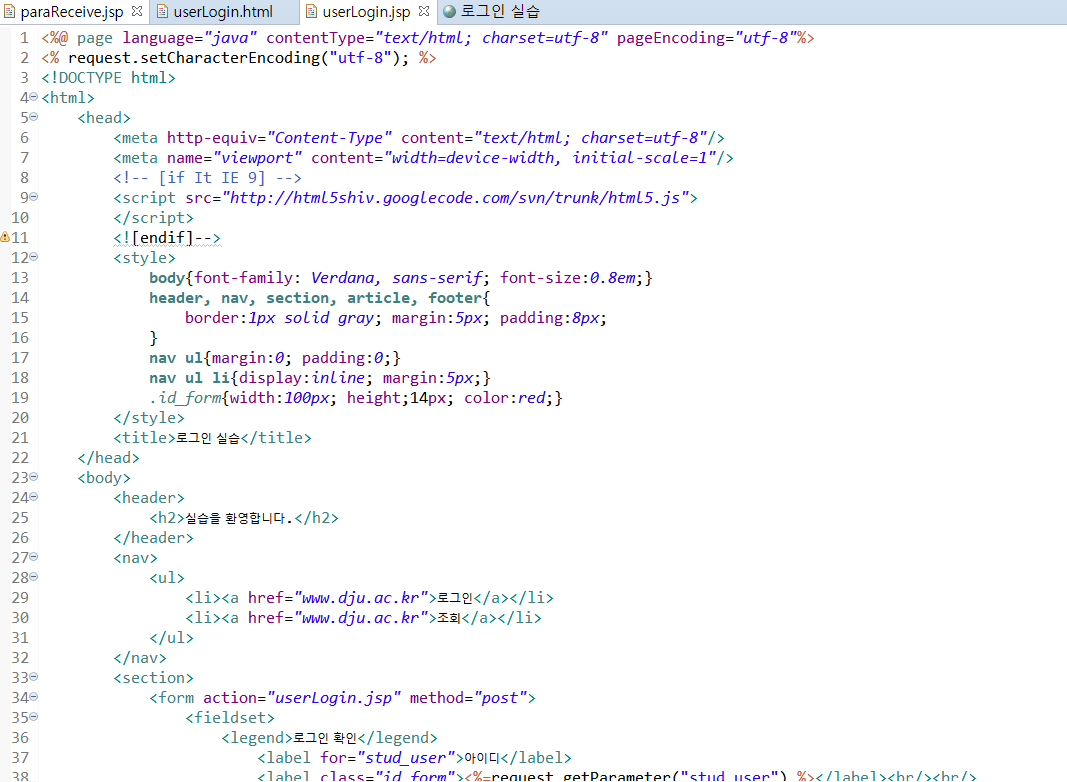 paraReceive.jsp userLogin.html userLogin.jsp 로그인 실습
1 <%@ page language="java" contentType="text/html; charset=utf-8" pageEncoding="utf-8"%>
2 <% request.setCharacterEncoding("utf-8"); %>
3 <!DOCTYPE html>
4 <html>
5 <head>
6 <meta http-equiv="Content-Type" content="text/html; charset=utf-8"/>
7 <meta name="viewport" content="width=device-width, initial-scale=1"/>
8 <!-- [if It IE 9] -->
9 <script src="http://html5shiv.googlecode.com/svn/trunk/html5.js">
10 </script>
11 <![endif]-->
12 <style>
13 body{font-family: Verdana, sans-serif; font-size:0.8em;}
14 header, nav, section, article, footer{
15 border:1px solid gray; margin:5px; padding:8px;
16 }
17 nav ul{margin:0; padding:0;}
18 nav ul li{display:inline; margin:5px;}
19 .id_form{width:100px; height;14px; color:red;}
20 </style>
21 <title>로그인 실습</title>
22 </head>
23 <body>
24 <header>
25 <h2>실습을 환영합니다.</h2>
26 </header>
27 <nav>
28 <ul>
29 <li><a href="www.dju.ac.kr">로그인</a></li>
30 <li><a href="www.dju.ac.kr">조회</a></li>
31 </ul>
32 </nav>
33 <section>
34 <form action="userLogin.jsp" method="post">
35 <fieldset>
36 <legend>로그인 확인</legend>
37 <label for="stud_user">아이디</label>
38 <label class="id_form"><%=request.getParameter("stud_user") %></label><br/><br/>